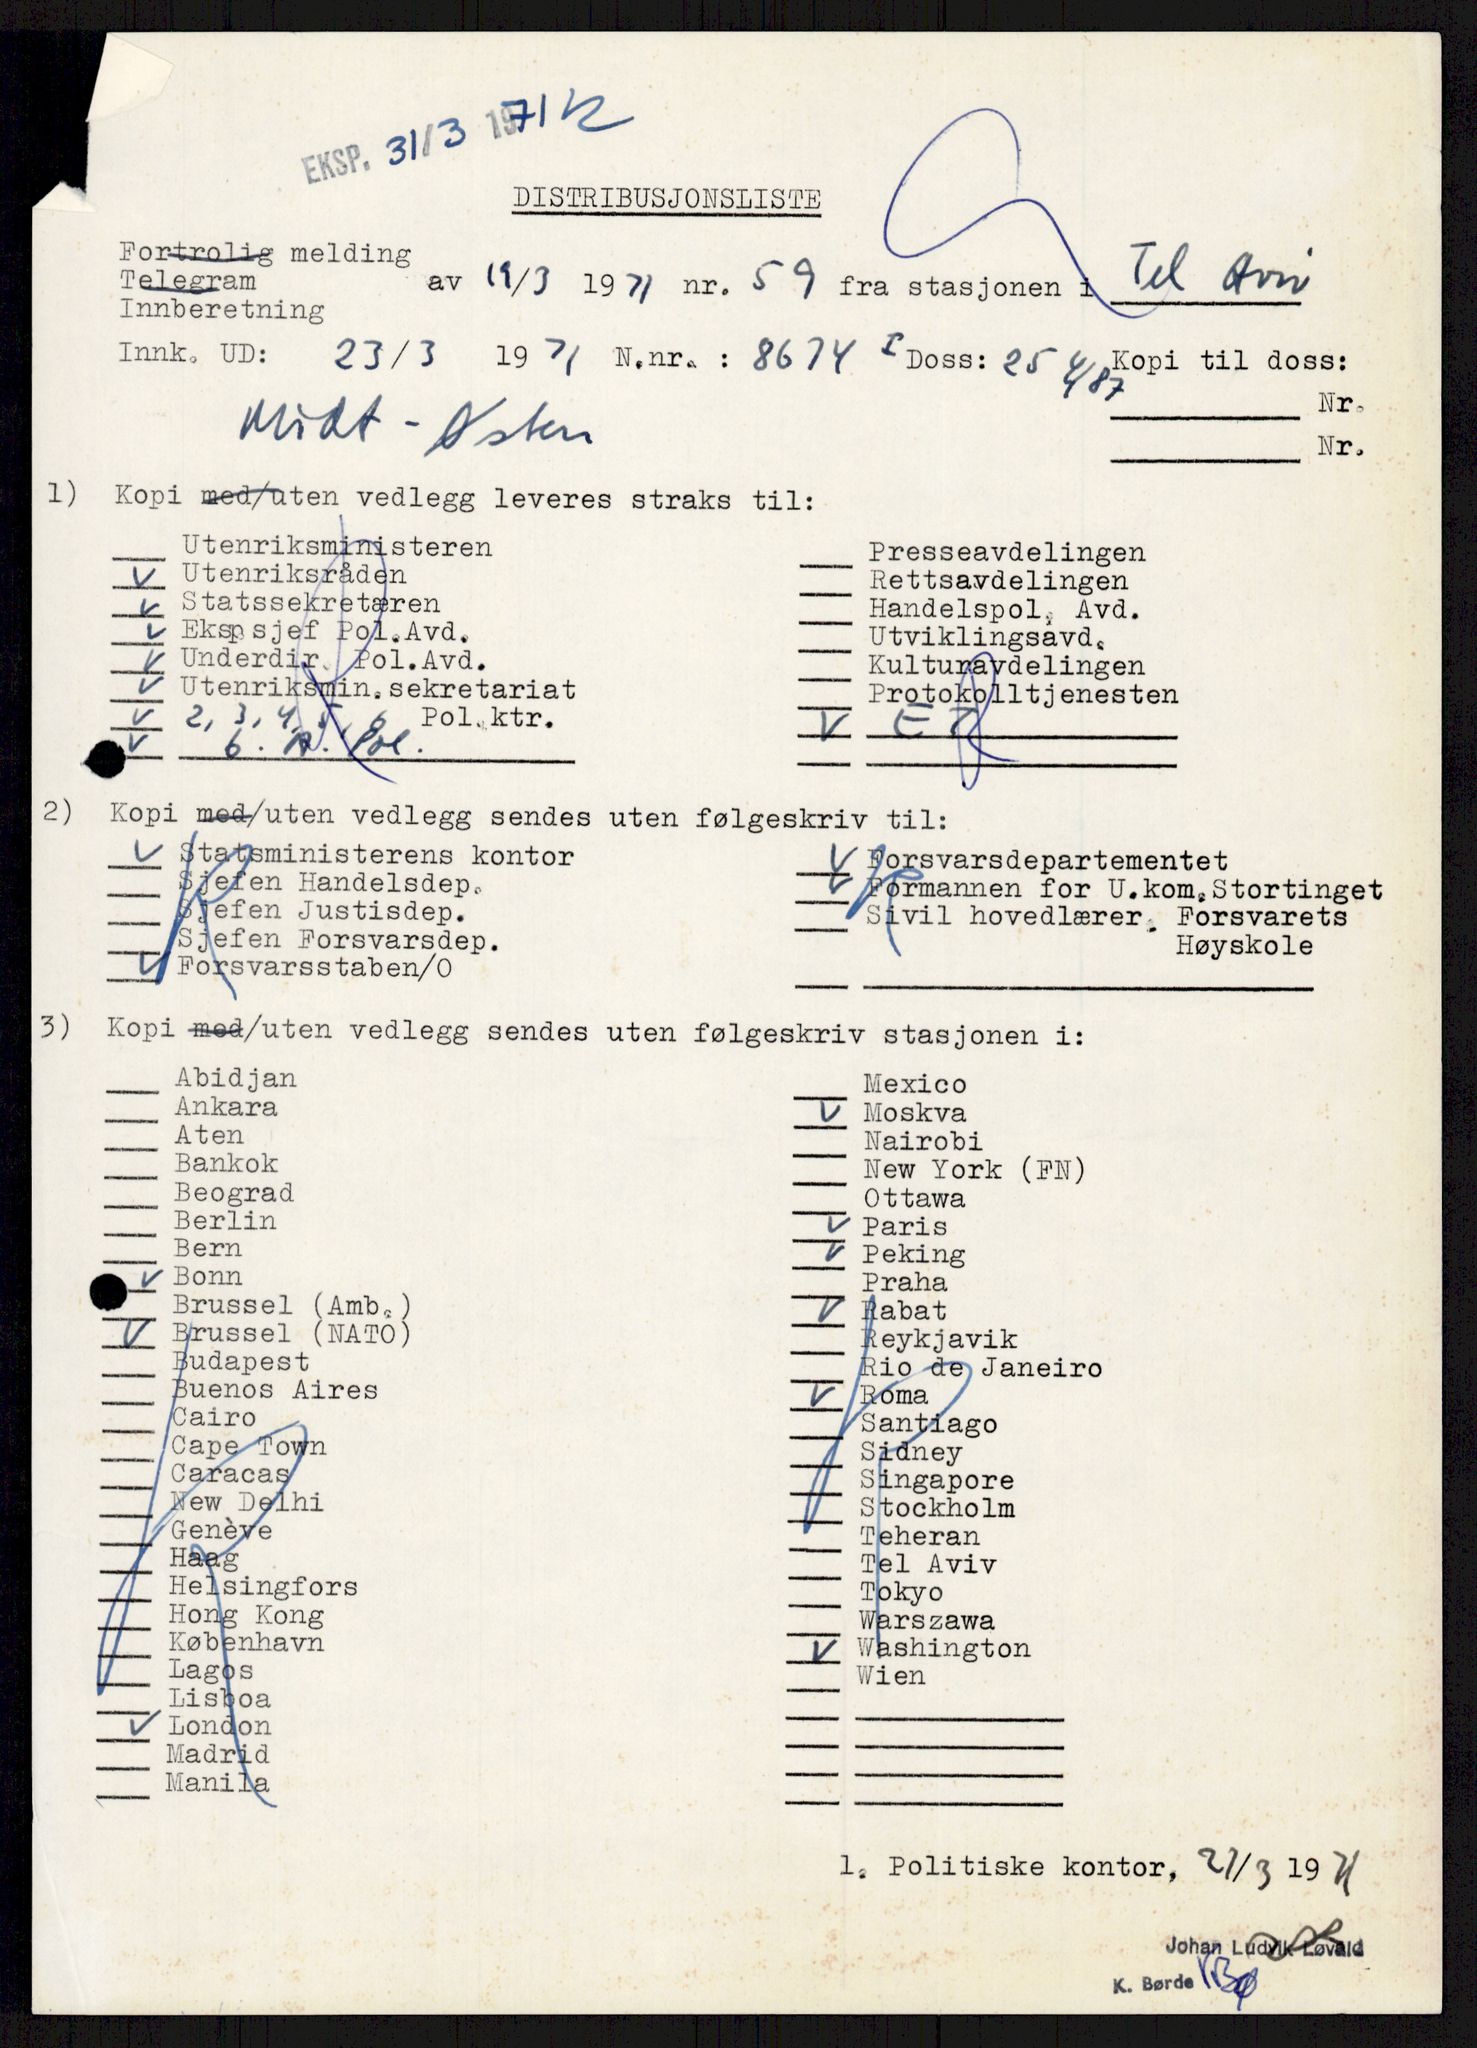 EKSP. 31/3 1971 K
DISTRIBUSJONSLISTE
Fortrolig melding
Telegram av 19/3 1971 nr. 59 fra stasjonen i Tel Aviv
Innberetning
Innk. UD: 23/3 1971 N.nr. : 8674 I Doss: 25 4/87 Kopi til doss:
Nr.
Midt-Østen
Nr.
1) Kopi med/uten vedlegg leveres straks til:
Utenriksministeren
V Utenriksråden
V Statssekretæren
V Eksp.sjef Pol.Avd.
V Underdir. Pol.Avd.
V Utenriksmin.sekretariat
V 2, 3, 4, 5, 6 Pol.ktr.
V 6. R. Pol.
Presseavdelingen
Rettsavdelingen
Handelspol. Avd.
Utviklingsavd.
Kulturavdelingen
Protokolltjenesten
V
2) Kopi med/uten vedlegg sendes uten følgeskriv til:
V Statsministerens kontor
Sjefen Handelsdep.
Sjefen Justisdep.
Sjefen Forsvarsdep.
V Forsvarsstaben/O
V Forsvarsdepartementet
V Formannen for U.kom.Stortinget
Sivil hovedlærer. Forsvarets
Høyskole
3) Kopi med/uten vedlegg sendes uten følgeskriv stasjonen i:
Abidjan
Ankara
Aten
Bankok
Beograd
Berlin
Bern
V Bonn
Brussel (Amb.)
V Brussel (NATO)
Budapest
Buenos Aires
Cairo
Cape Town
Caracas
New Delhi
Genève
Haag
Helsingfors
Hong Kong
København
Lagos
Lisboa
V London
Madrid
Manila
Mexico
V Moskva
Nairobi
New York (FN)
Ottawa
V Paris
V Peking
Praha
V Rabat
Reykjavik
Rio de Janeiro
V Roma
Santiago
Sidney
Singapore
Stockholm
Teheran
Tel Aviv
Tokyo
Warszawa
V Washington
Wien
1. Politiske kontor, 27/3 1971
Johan Ludvik Løvald
K. Børde